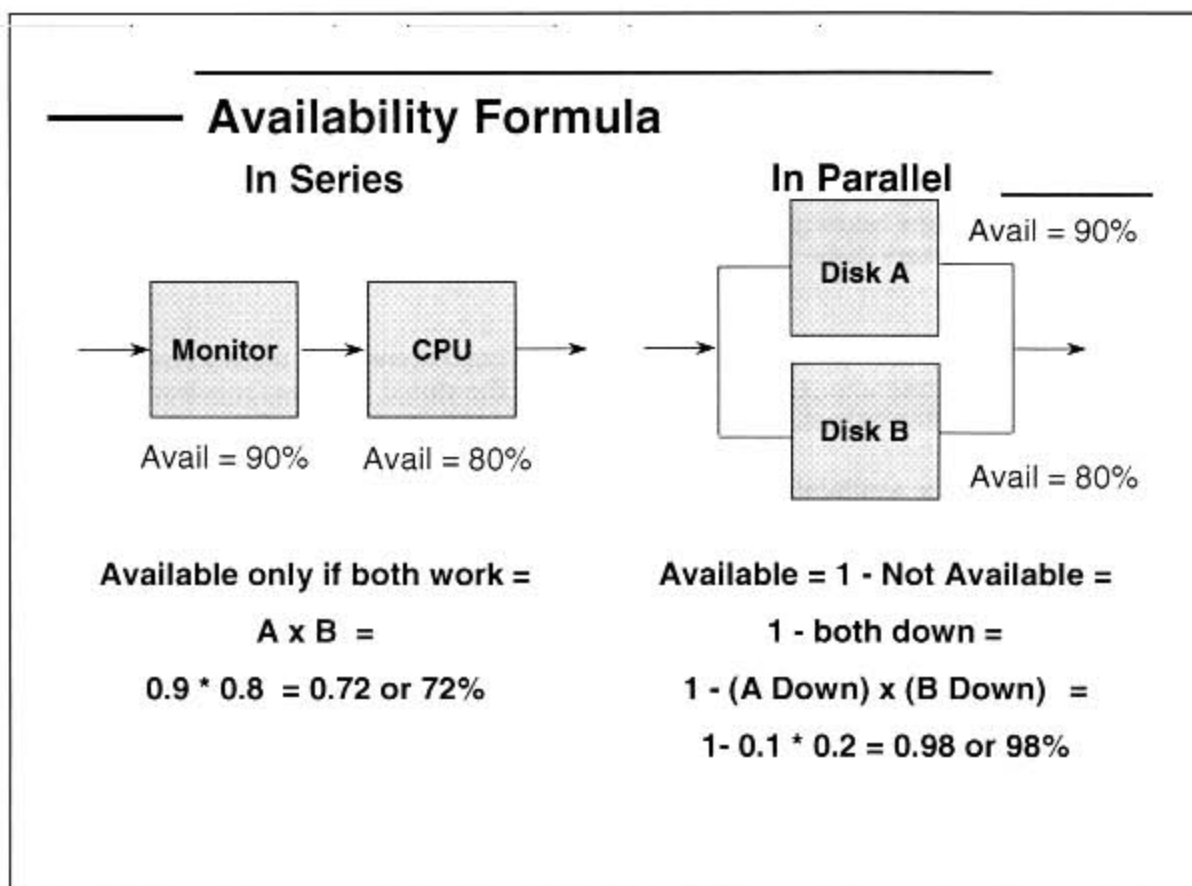 Availability Formula
In Series
Monitor
CPU
Avail = 90%
Avail = 80%
Available only if both work =
A x B =
0.9 * 0.8 = 0.72 or 72%
In Parallel
Disk A
Avail = 90%
Disk B
Avail = 80%
Available = 1 - Not Available =
1 - both down =
1 - (A Down) x (B Down) =
1- 0.1 * 0.2 = 0.98 or 98%